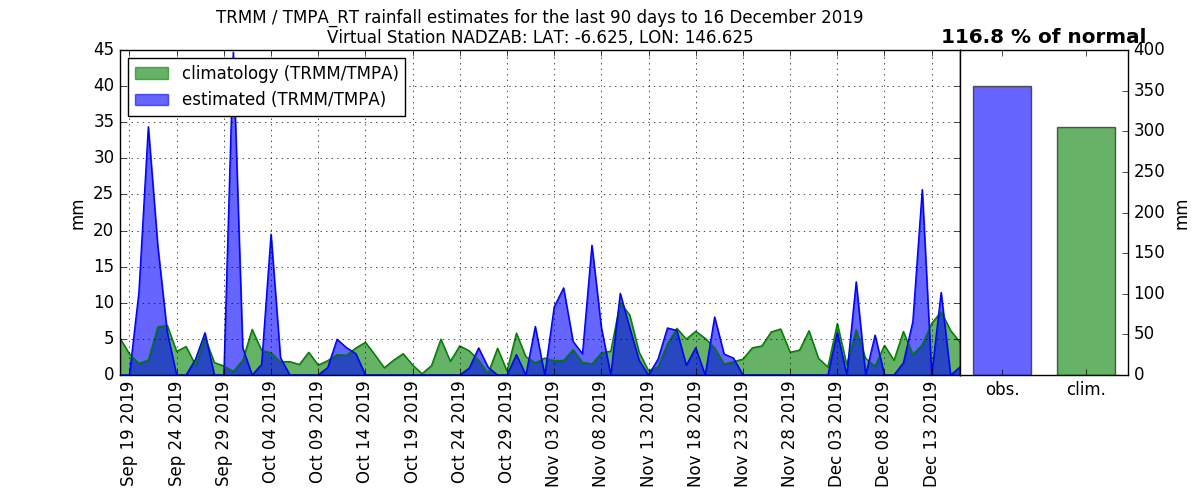 TRMM / TMPA_RT rainfall estimates for the last 90 days to 16 December 2019
Virtual Station NADZAB: LAT: -6.625, LON: 146.625
116.8 % of normal
climatology (TRMM/TMPA)
estimated (TRMM/TMPA)
45
40
35
30
25
20
15
10
5
0
mm
Sep 19 2019
Sep 24 2019
Sep 29 2019
Oct 04 2019
Oct 09 2019
Oct 14 2019
Oct 19 2019
Oct 24 2019
Oct 29 2019
Nov 03 2019
Nov 08 2019
Nov 13 2019
Nov 18 2019
Nov 23 2019
Nov 28 2019
Dec 03 2019
Dec 08 2019
Dec 13 2019
obs.
clim.
400
350
300
250
200
150
100
50
0
mm